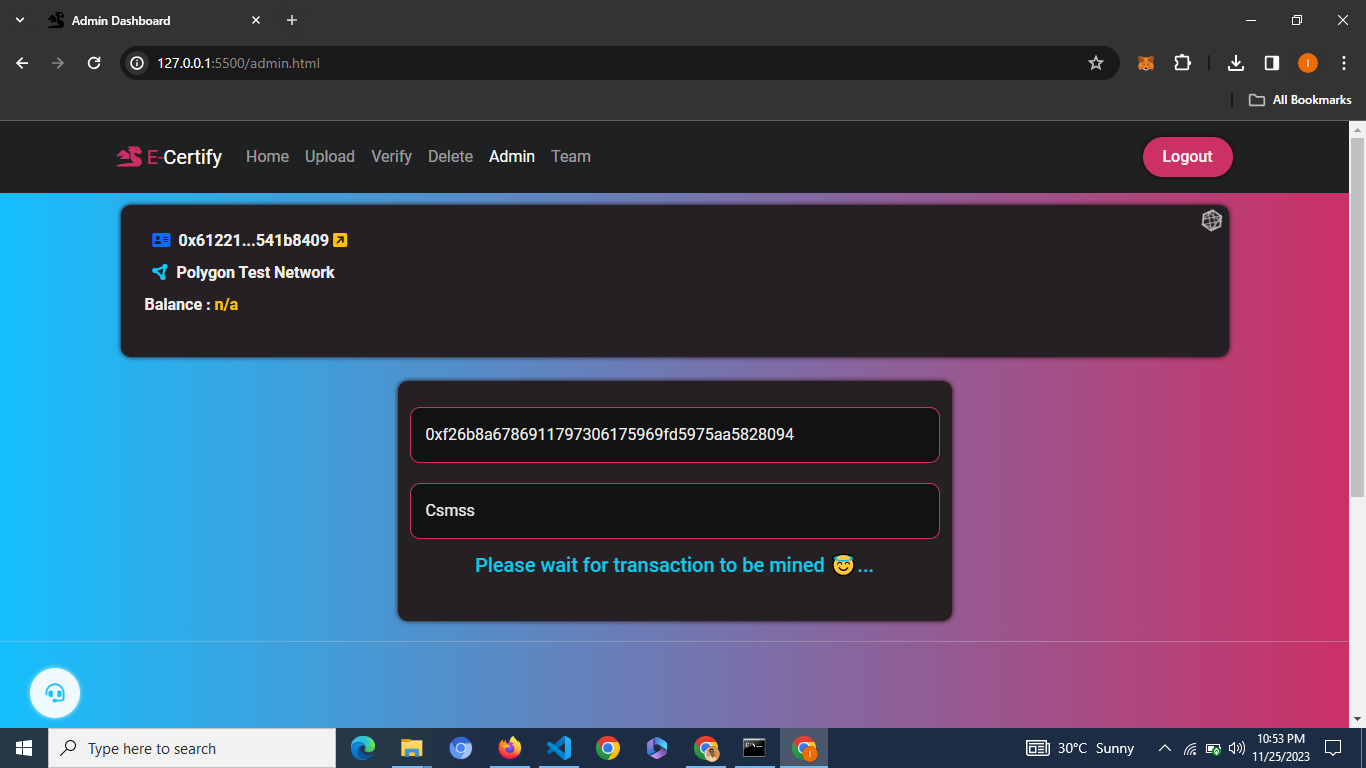 Admin Dashboard
127.0.0.1:5500/admin.html
All Bookmarks
E-Certify Home Upload Verify Delete Admin Team Logout
0x61221...541b8409
Polygon Test Network
Balance : n/a
0xf26b8a6786911797306175969fd5975aa5828094
Csmss
Please wait for transaction to be mined 😇...
Type here to search
30°C Sunny
10:53 PM
11/25/2023